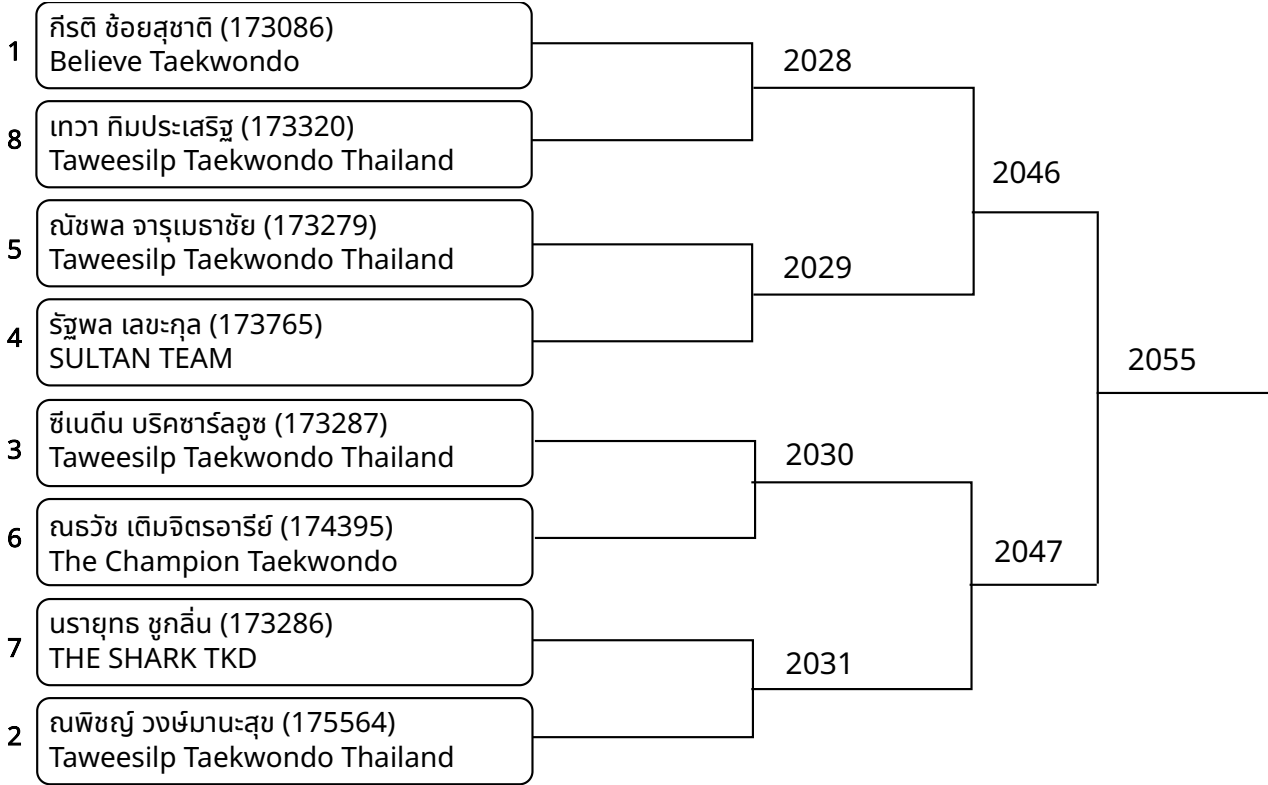 1
กีรติ ช้อยสุชาติ (173086)
Believe Taekwondo
8
เทวา ทิมประเสริฐ (173320)
Taweesilp Taekwondo Thailand
5
ณัชพล จารุเมธาชัย (173279)
Taweesilp Taekwondo Thailand
4
รัฐพล เลขะกุล (173765)
SULTAN TEAM
3
ซีเนดีน บริคซาร์ลอูซ (173287)
Taweesilp Taekwondo Thailand
6
ณธวัช เติมจิตรอารีย์ (174395)
The Champion Taekwondo
7
นรายุทธ ชูกลิ่น (173286)
THE SHARK TKD
2
ณพิชญ์ วงษ์มานะสุข (175564)
Taweesilp Taekwondo Thailand
2028
2029
2030
2031
2046
2047
2055